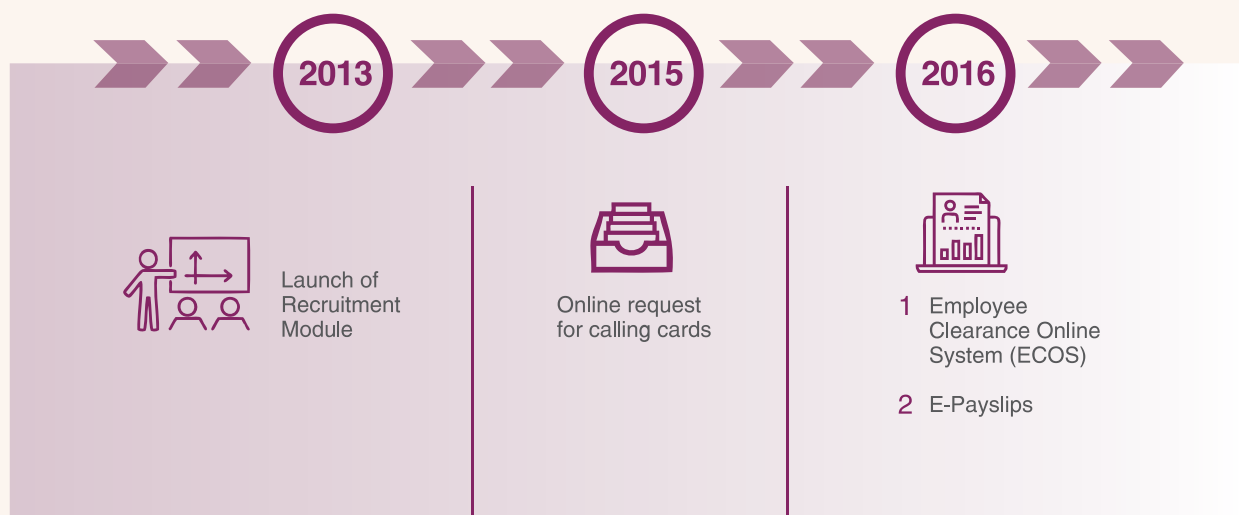 2013
2015
2016
Launch of
Recruitment
Module
Online request
for calling cards
1 Employee
Clearance Online
System (ECOS)
2 E-Payslips